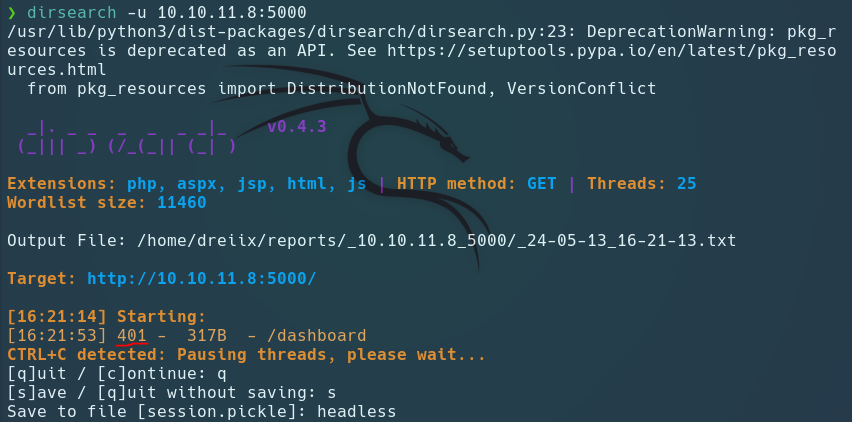 ❯ dirsearch -u 10.10.11.8:5000
/usr/lib/python3/dist-packages/dirsearch/dirsearch.py:23: DeprecationWarning: pkg_r
esources is deprecated as an API. See https://setuptools.pypa.io/en/latest/pkg_reso
urces.html
  from pkg_resources import DistributionNotFound, VersionConflict

  _|. _ _  _  _  _ _|_    v0.4.3
 (_||| _) (/_(_|| (_| )

Extensions: php, aspx, jsp, html, js | HTTP method: GET | Threads: 25
Wordlist size: 11460

Output File: /home/dreiix/reports/_10.10.11.8_5000/_24-05-13_16-21-13.txt

Target: http://10.10.11.8:5000/

[16:21:14] Starting:
[16:21:53] 401 -  317B  - /dashboard
CTRL+C detected: Pausing threads, please wait...
[q]uit / [c]ontinue: q
[s]ave / [q]uit without saving: s
Save to file [session.pickle]: headless